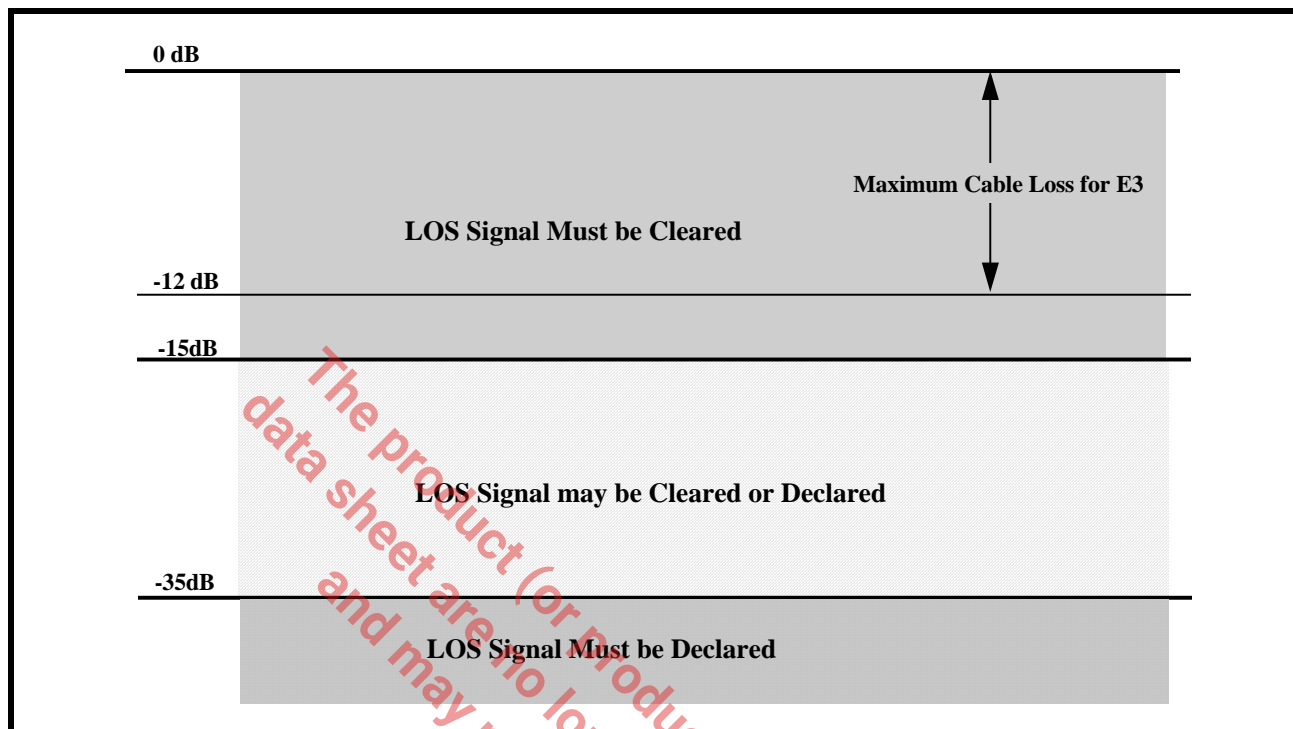 0 dB
Maximum Cable Loss for E3
LOS Signal Must be Cleared
-12 dB
-15dB
LOS Signal may be Cleared or Declared
-35dB
LOS Signal Must be Declared
The product (or produc
data sheet are no lo
and may